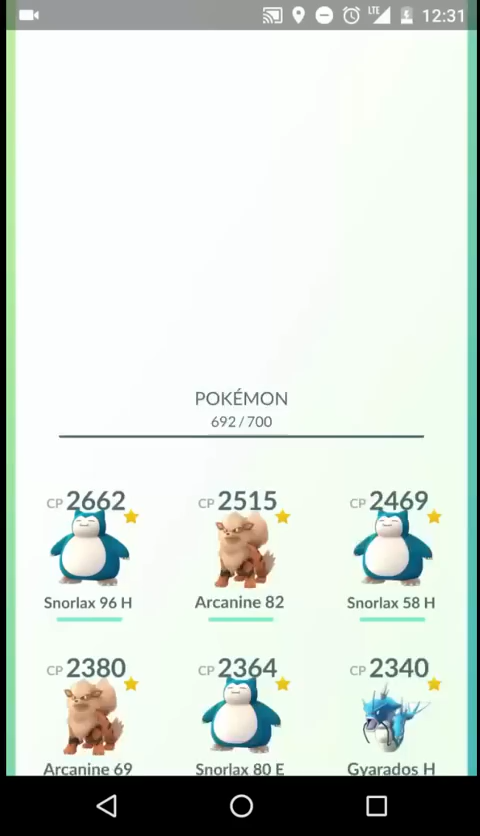 LTE 12:31
POKÉMON
692 / 700
CP 2662 CP 2515 CP 2469
Snorlax 96 H Arcanine 82 Snorlax 58 H
CP 2380 CP 2364 CP 2340
Arcanine 69 Snorlax 80 E Gyarados H